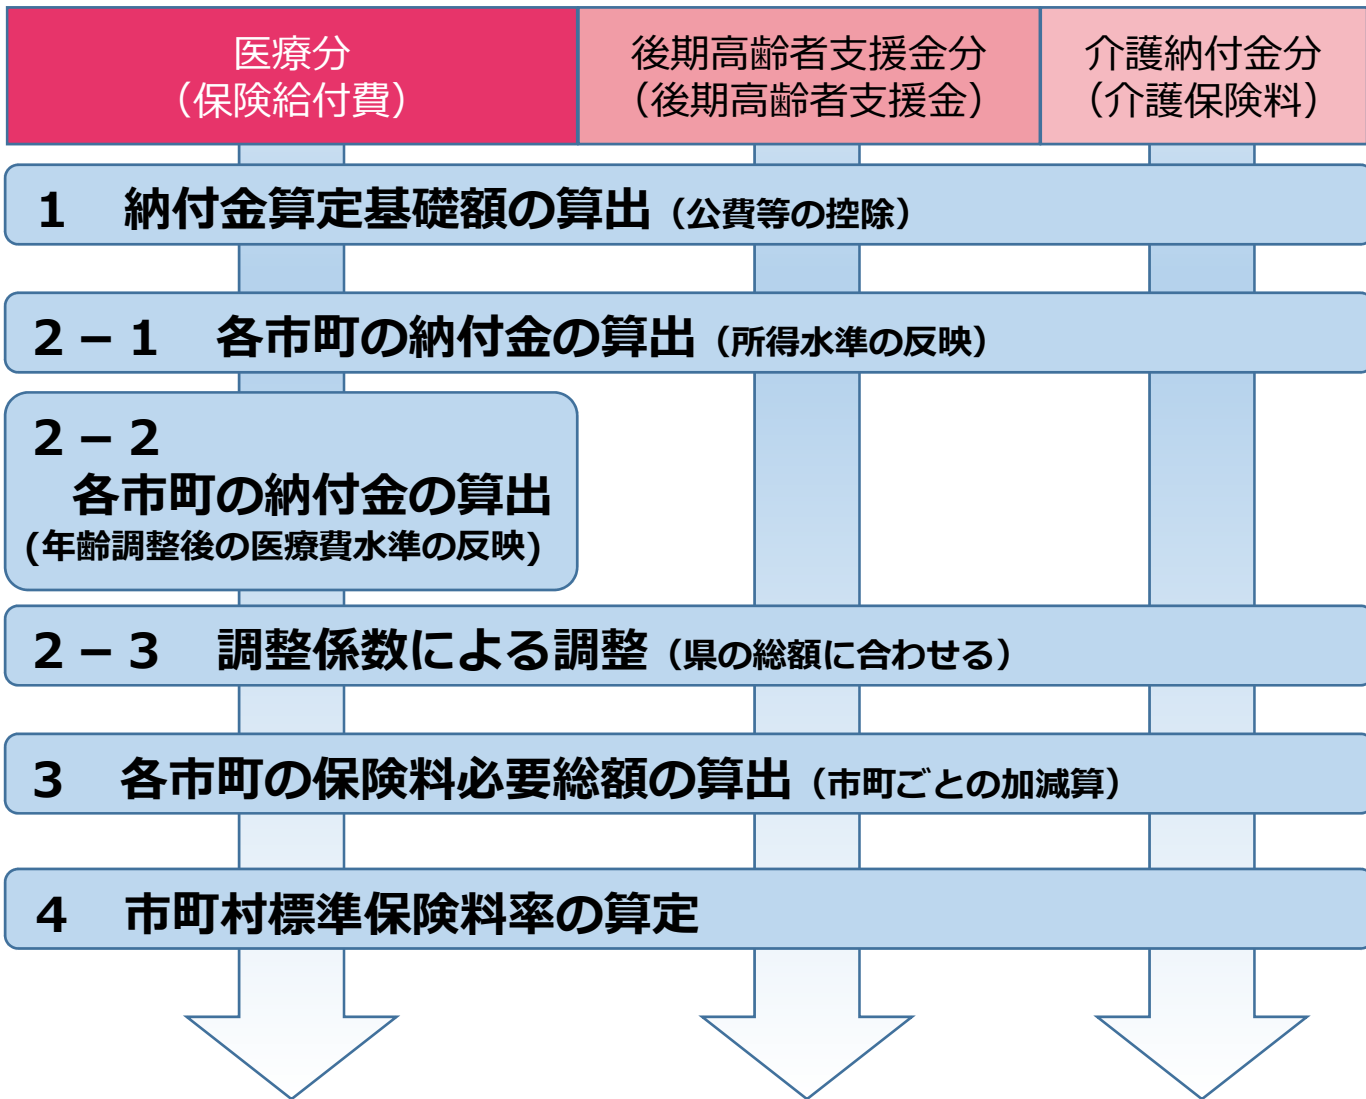 医療分
（保険給付費）
後期高齢者支援金分
（後期高齢者支援金）
介護納付金分
（介護保険料）
１　納付金算定基礎額の算出（公費等の控除）
２－１　各市町の納付金の算出（所得水準の反映）
２－２
各市町の納付金の算出
(年齢調整後の医療費水準の反映)
２－３　調整係数による調整（県の総額に合わせる）
３　各市町の保険料必要総額の算出（市町ごとの加減算）
４　市町村標準保険料率の算定